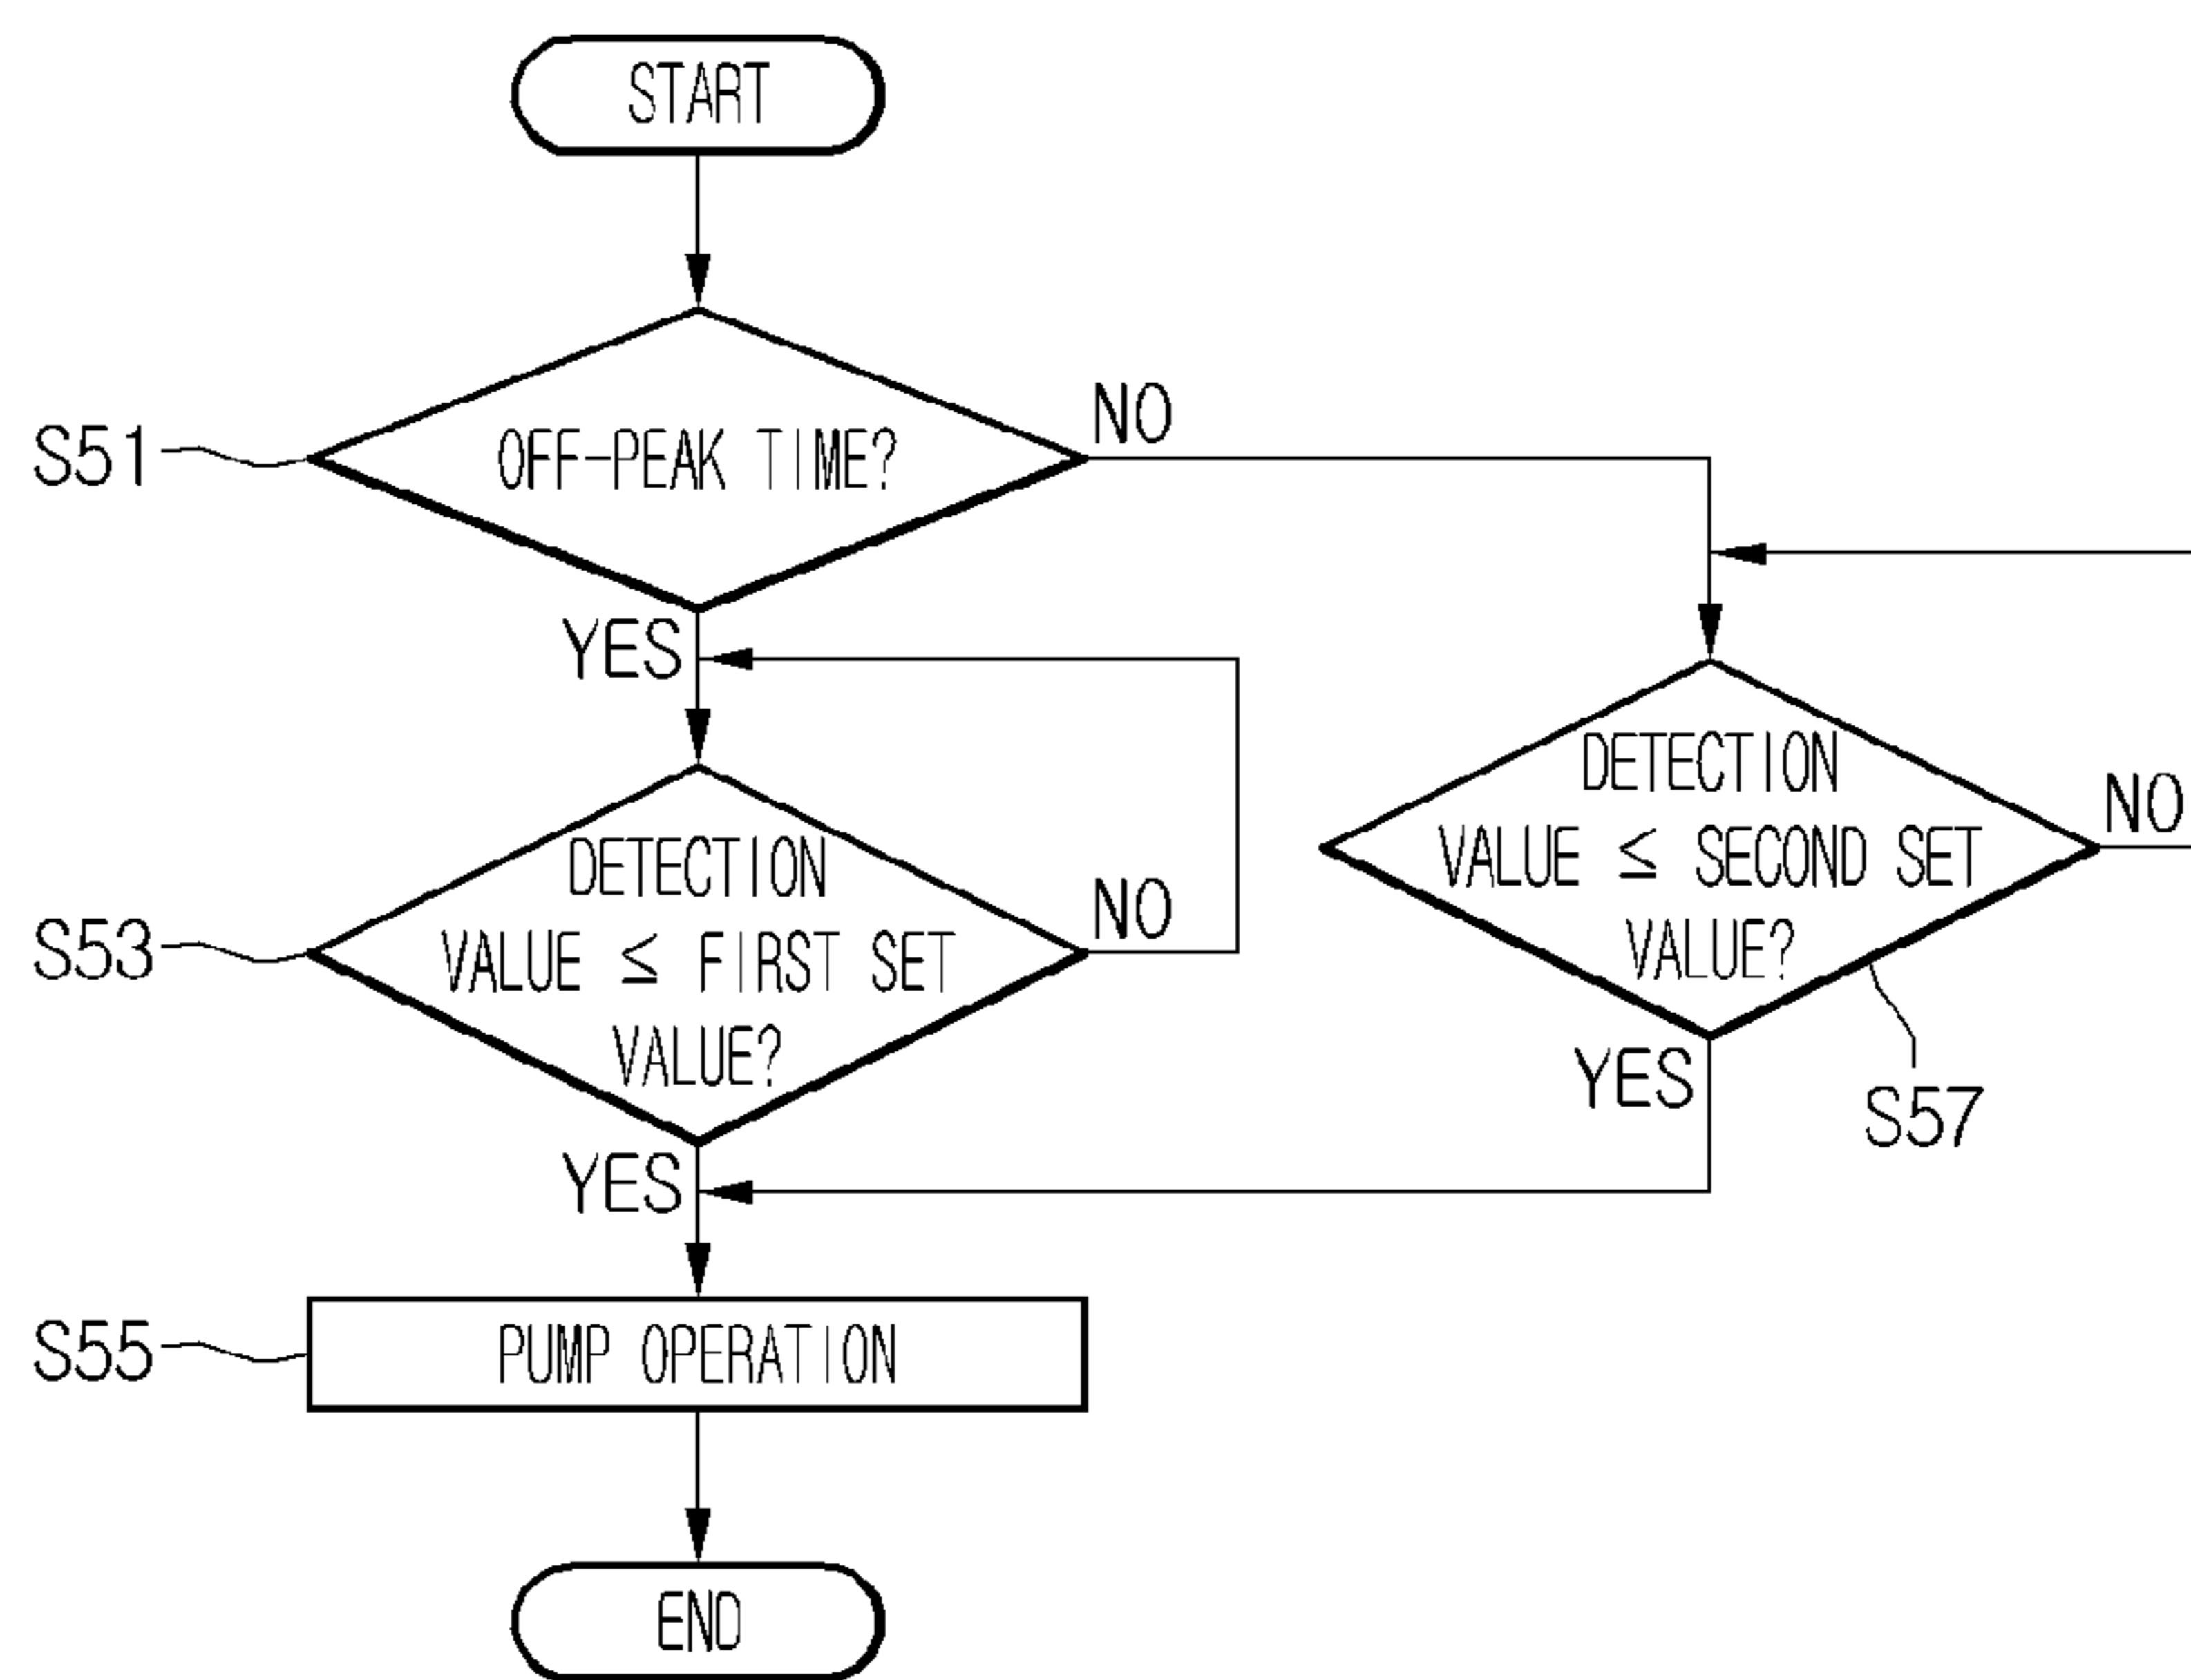 START
S51
OFF-PEAK TIME?
NO
YES
DETECTION
VALUE ≤ SECOND SET
VALUE?
NO
YES
S57
S53
DETECTION
VALUE ≤ FIRST SET
VALUE?
NO
YES
S55
PUMP OPERATION
END